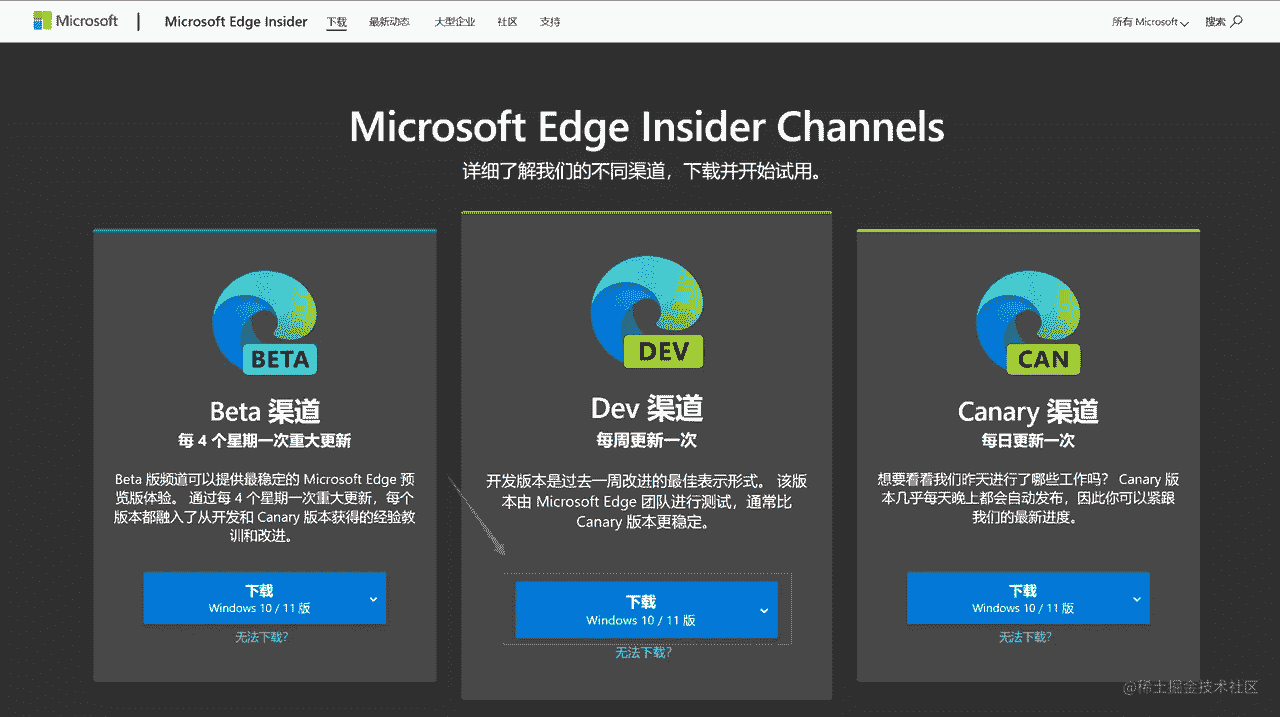 Microsoft
Microsoft Edge Insider
下载
最新动态
大型企业
社区
支持
所有 Microsoft
搜索
Microsoft Edge Insider Channels
详细了解我们的不同渠道，下载并开始试用。
BETA
Beta 渠道
每 4 个星期一次重大更新
Beta 版频道可以提供最稳定的 Microsoft Edge 预
览版体验。 通过每 4 个星期一次重大更新，每个
版本都融入了从开发和 Canary 版本获得的经验教
训和改进。
下载
Windows 10 / 11 版
无法下载?
DEV
Dev 渠道
每周更新一次
开发版本是过去一周改进的最佳表示形式。 该版
本由 Microsoft Edge 团队进行测试，通常比
Canary 版本更稳定。
下载
Windows 10 / 11 版
无法下载?
CAN
Canary 渠道
每日更新一次
想要看看我们昨天进行了哪些工作吗？ Canary 版
本几乎每天晚上都会自动发布，因此你可以紧跟
我们的最新进度。
下载
Windows 10 / 11 版
无法下载?
@稀土掘金技术社区